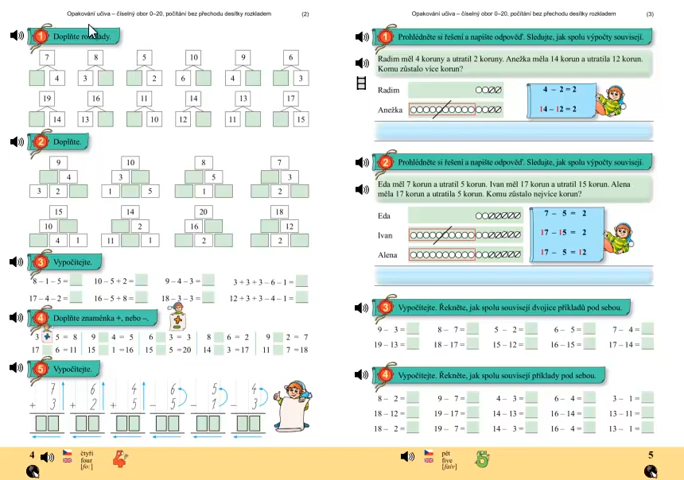 Opakování učiva – číselný obor 0–20, počítání bez přechodu desítky rozkladem (2)
1 Doplňte rozklady.
7 8 5 10 9 6
4 3 6 4 3
19 16 11 14 13 17
14 13 10 12 11 15
2 Doplňte.
9 10 8 7
4 3 5
3 2 1 5 1 2
15 14 20 18
10 16 12
4 1 11 1 2 2
3 Vypočítejte.
8 – 1 – 5 = 10 – 5 + 2 = 9 – 4 – 3 = 3 + 3 + 3 – 6 – 1 =
17 – 4 – 2 = 16 – 5 + 8 = 18 – 3 – 3 = 12 + 3 + 3 – 4 – 1 =
4 Doplňte znaménka +, nebo –.
3 + 5 = 8 9 4 = 5 6 3 = 3 8 6 = 2 9 2 = 7
17 6 = 11 15 1 = 16 15 5 = 20 14 3 = 17 11 7 = 18
5 Vypočítejte.
7 6 4 6 5 4
+ 3 + 2 + 5 – 5 – 1 – 3
4 čtyři
four
[fo:] 4
Opakování učiva – číselný obor 0–20, počítání bez přechodu desítky rozkladem (3)
1 Prohlédněte si řešení a napište odpověď. Sledujte, jak spolu výpočty souvisejí.
Radim měl 4 koruny a utratil 2 koruny. Anežka měla 14 korun a utratila 12 korun.
Komu zůstalo více korun?
Radim 4 – 2 = 2
Anežka 14 – 12 = 2
2 Prohlédněte si řešení a napište odpověď. Sledujte, jak spolu výpočty souvisejí.
Eda měl 7 korun a utratil 5 korun. Ivan měl 17 korun a utratil 15 korun. Alena
měla 17 korun a utratila 5 korun. Komu zůstalo nejvíce korun?
Eda 7 – 5 = 2
Ivan 17 – 15 = 2
Alena 17 – 5 = 12
3 Vypočítejte. Řekněte, jak spolu souvisejí dvojice příkladů pod sebou.
9 – 3 = 8 – 7 = 5 – 2 = 6 – 5 = 7 – 4 =
19 – 13 = 18 – 17 = 15 – 12 = 16 – 15 = 17 – 14 =
4 Vypočítejte. Řekněte, jak spolu souvisejí příklady pod sebou.
8 – 2 = 9 – 7 = 4 – 3 = 6 – 4 = 3 – 1 =
18 – 12 = 19 – 17 = 14 – 13 = 16 – 14 = 13 – 11 =
18 – 2 = 19 – 7 = 14 – 3 = 16 – 4 = 13 – 1 =
pět
five
[faiv] 5 5